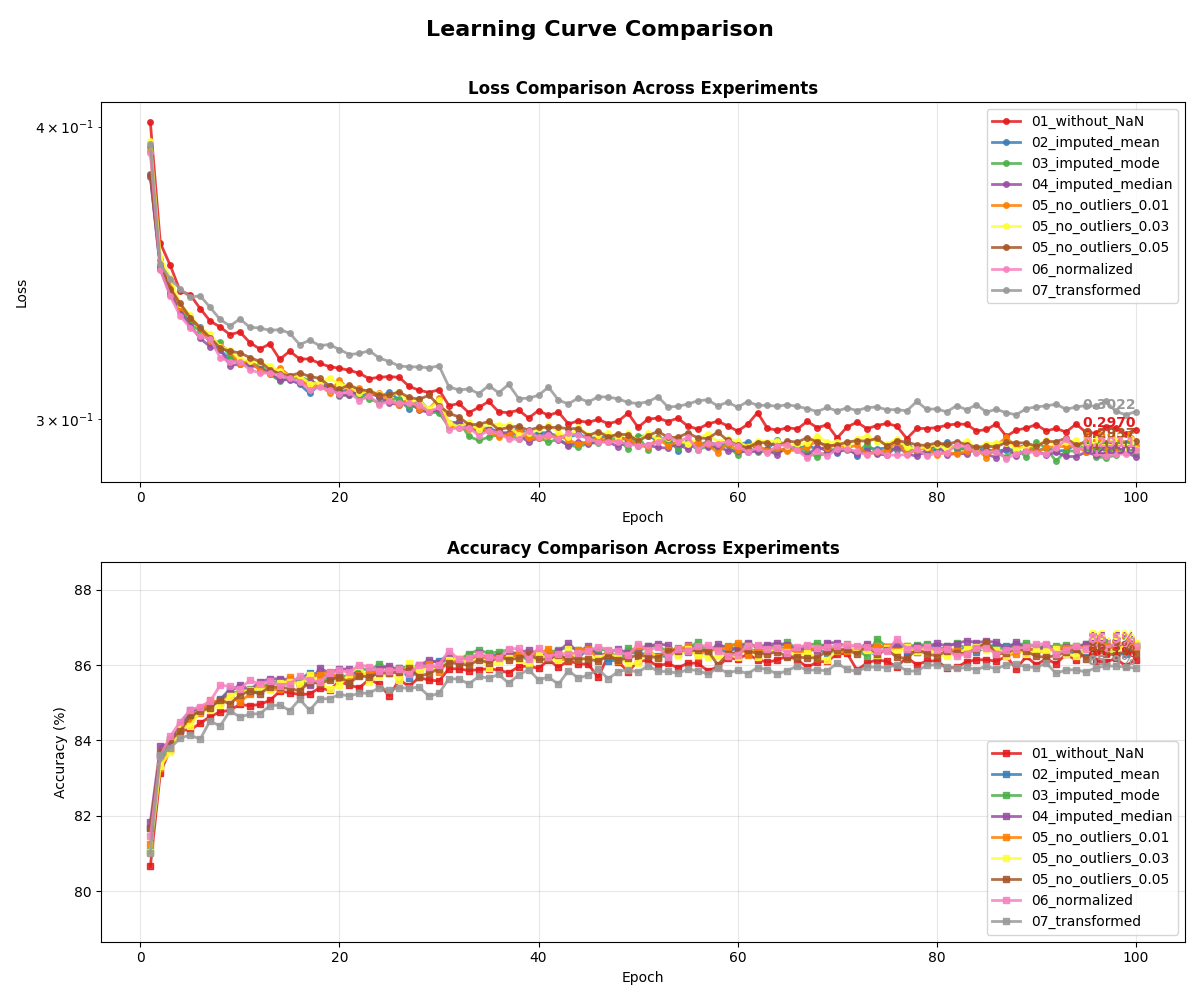 Learning Curve Comparison
Loss Comparison Across Experiments
4 × 10⁻¹
3 × 10⁻¹
Loss
01_without_NaN
02_imputed_mean
03_imputed_mode
04_imputed_median
05_no_outliers_0.01
05_no_outliers_0.03
05_no_outliers_0.05
06_normalized
07_transformed
0.3022
0.2970
0 20 40 60 80 100
Epoch
Accuracy Comparison Across Experiments
88
86
84
82
80
Accuracy (%)
01_without_NaN
02_imputed_mean
03_imputed_mode
04_imputed_median
05_no_outliers_0.01
05_no_outliers_0.03
05_no_outliers_0.05
06_normalized
07_transformed
0 20 40 60 80 100
Epoch